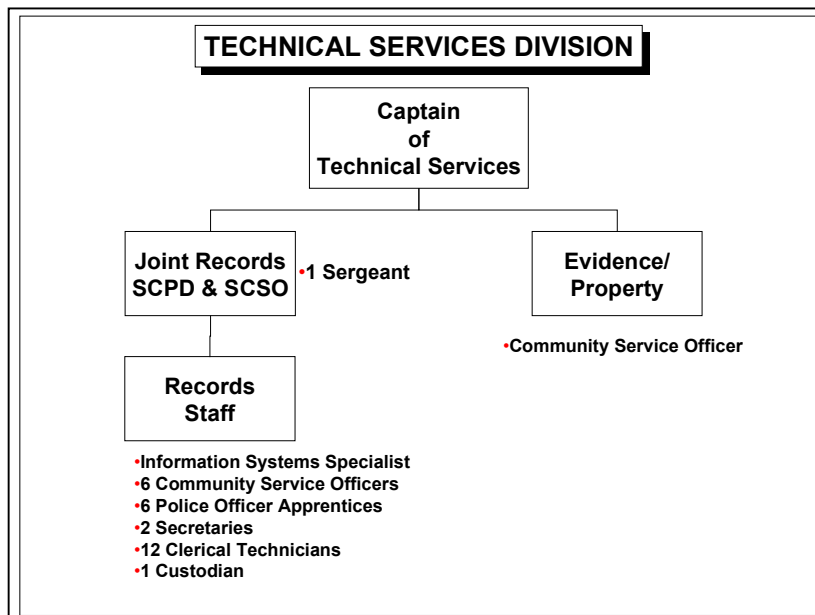 TECHNICAL SERVICES DIVISION
Captain
of
Technical Services
Joint Records
SCPD & SCSO
•1 Sergeant
Evidence/
Property
•Community Service Officer
Records
Staff
•Information Systems Specialist
•6 Community Service Officers
•6 Police Officer Apprentices
•2 Secretaries
•12 Clerical Technicians
•1 Custodian